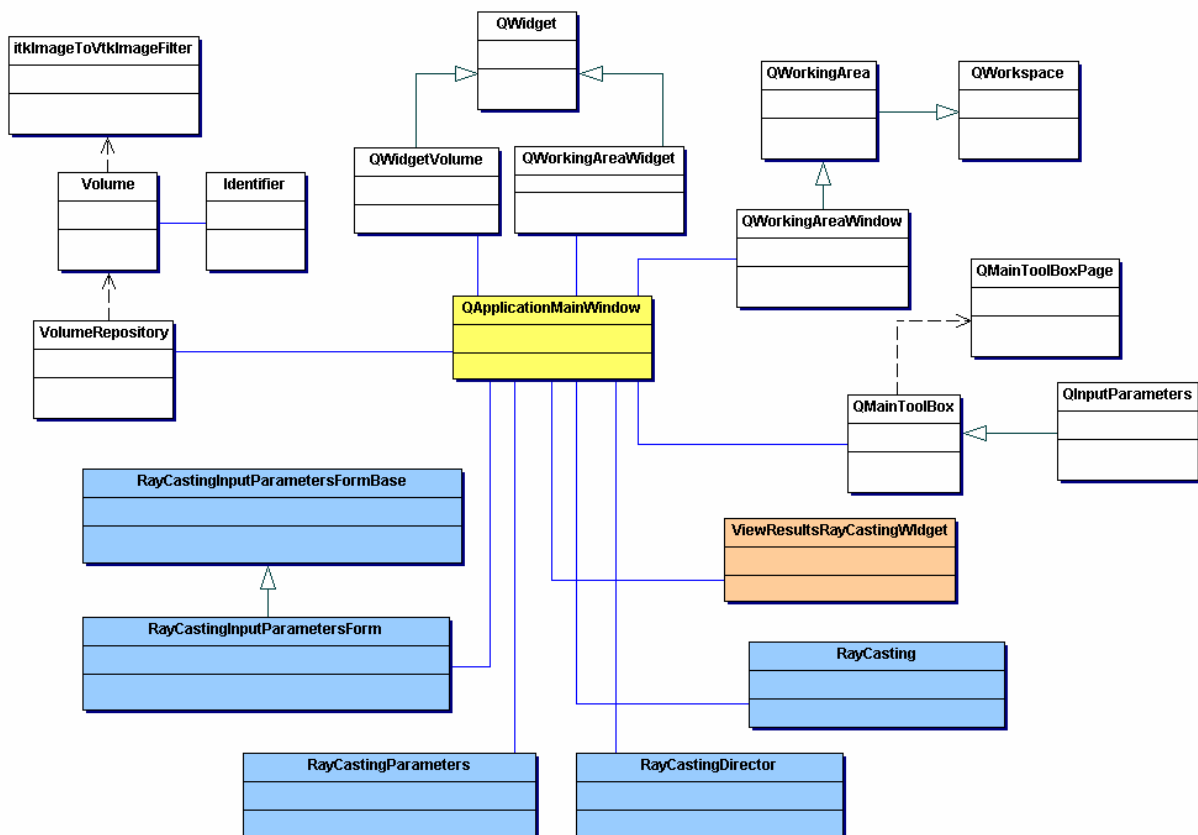 QWidget
itkImageToVtkImageFilter
QWorkingArea
QWorkspace
QWidgetVolume
QWorkingAreaWidget
Volume
Identifier
QWorkingAreaWindow
QMainToolBoxPage
QApplicationMainWindow
VolumeRepository
QInputParameters
QMainToolBox
RayCastingInputParametersFormBase
ViewResultsRayCastingWidget
RayCastingInputParametersForm
RayCasting
RayCastingParameters
RayCastingDirector